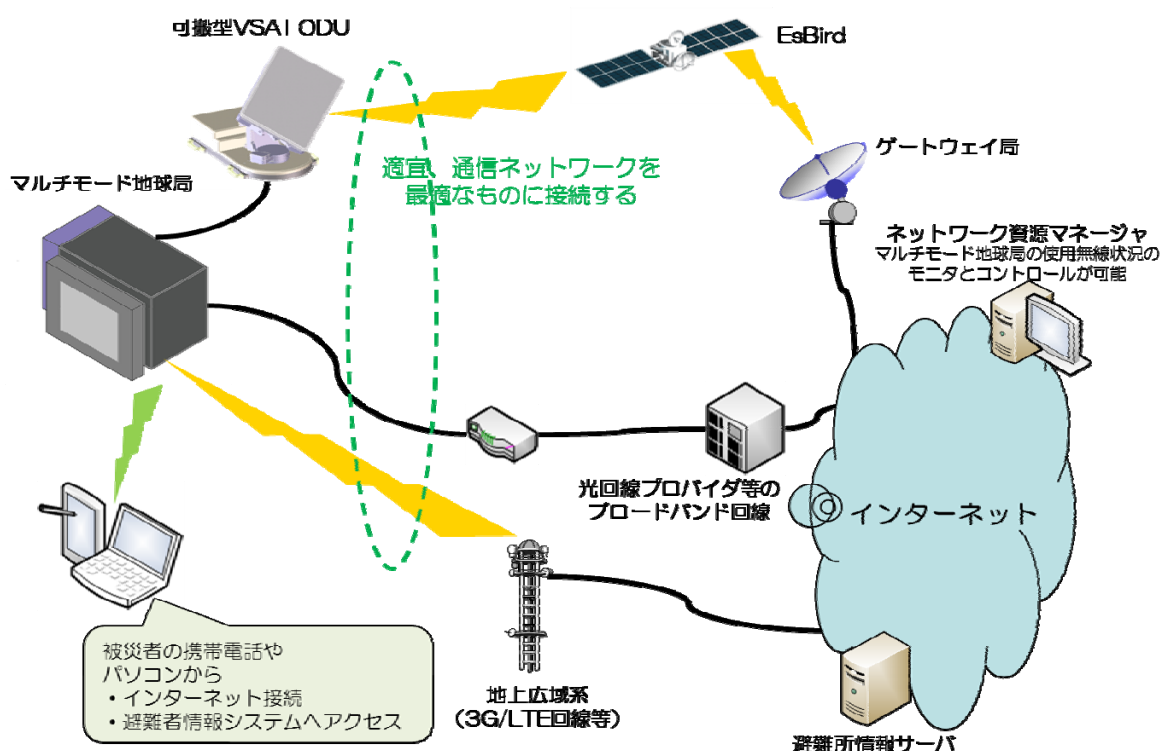 可搬型VSAT ODU
EsBird
ゲートウェイ局
適宜、通信ネットワークを
最適なものに接続する
マルチモード地球局
ネットワーク資源マネージャ
マルチモード地球局の使用無線状況の
モニタとコントロールが可能
光回線プロバイダ等の
ブロードバンド回線
インターネット
被災者の携帯電話や
パソコンから
・インターネット接続
・避難者情報システムへアクセス
地上広域系
(3G/LTE回線等)
避難所情報サーバ